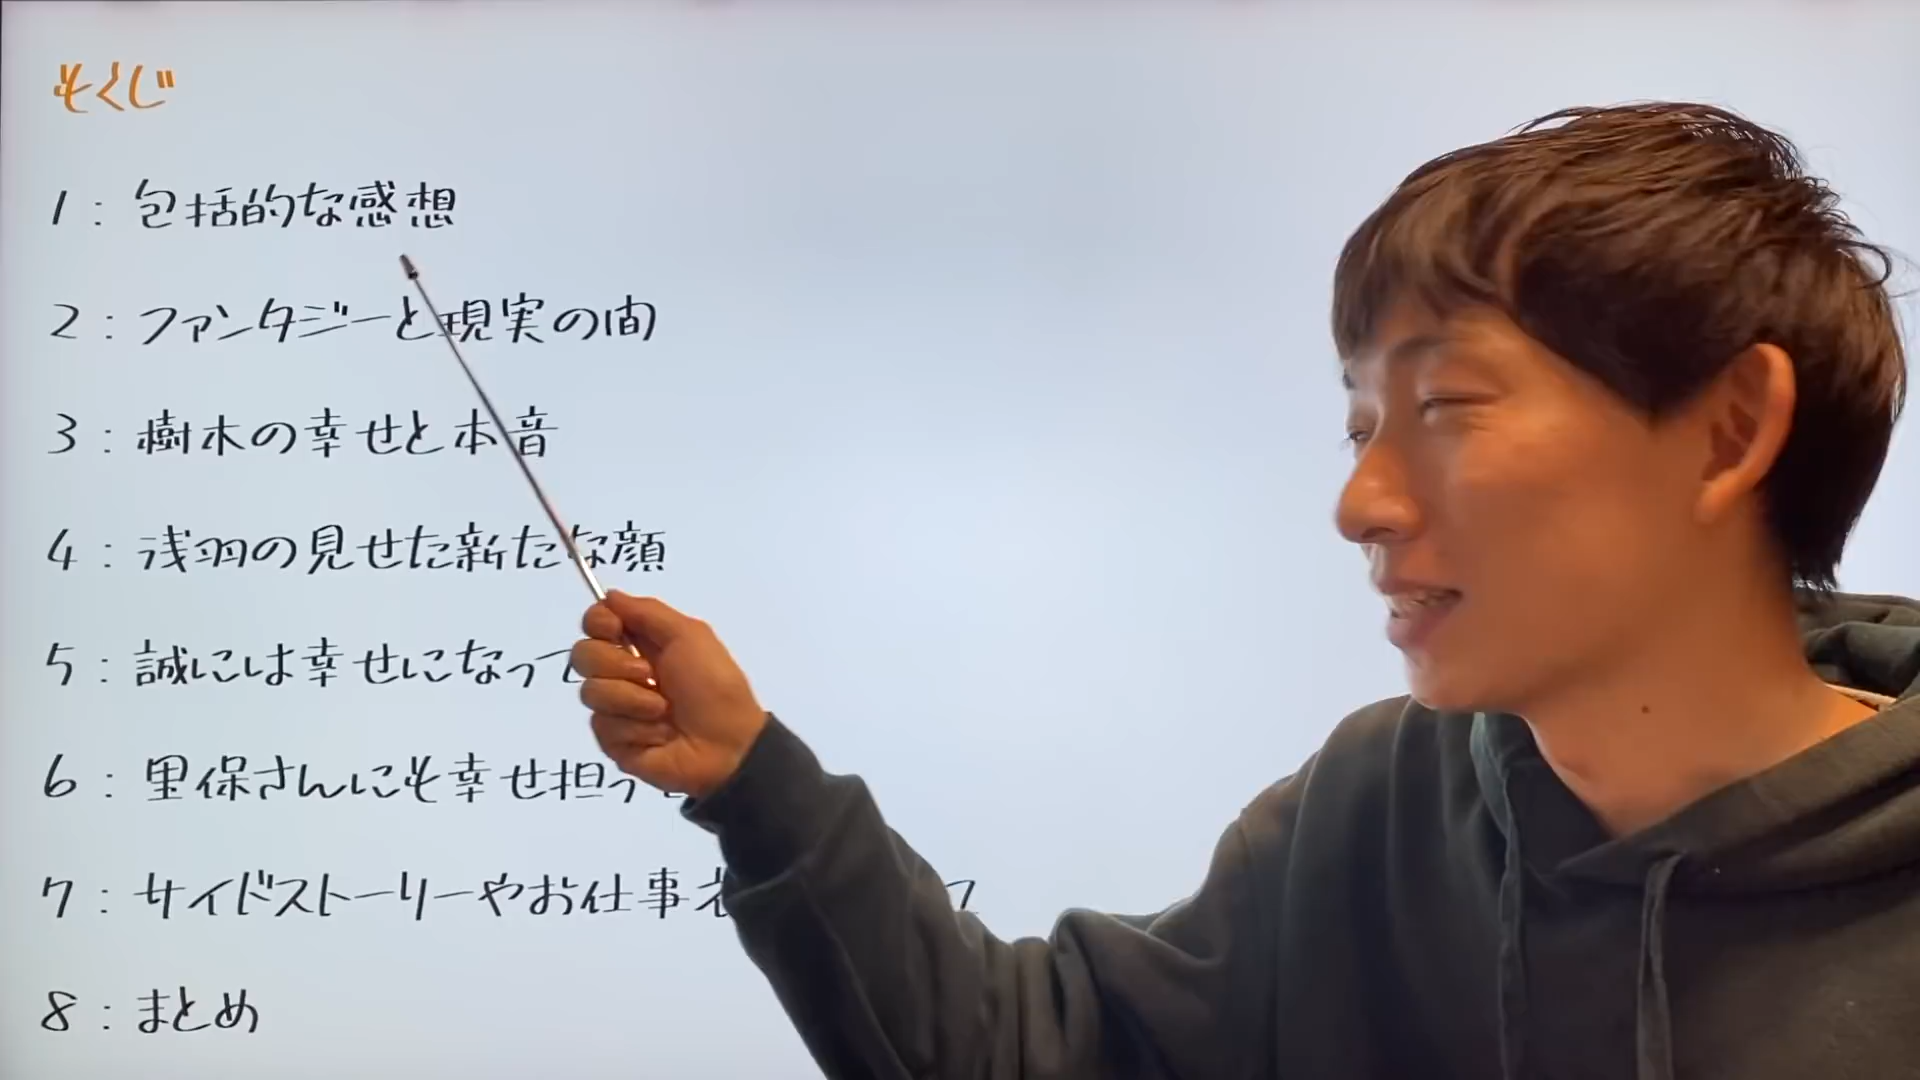 もくじ
1：包括的な感想
2：ファンタジーと現実の間
3：樹木の幸せと本音
4：浅羽の見せた新たな顔
5：誠には幸せになって
6：里保さんにも幸せ担っ
7：サイドストーリーやお仕事
8：まとめ